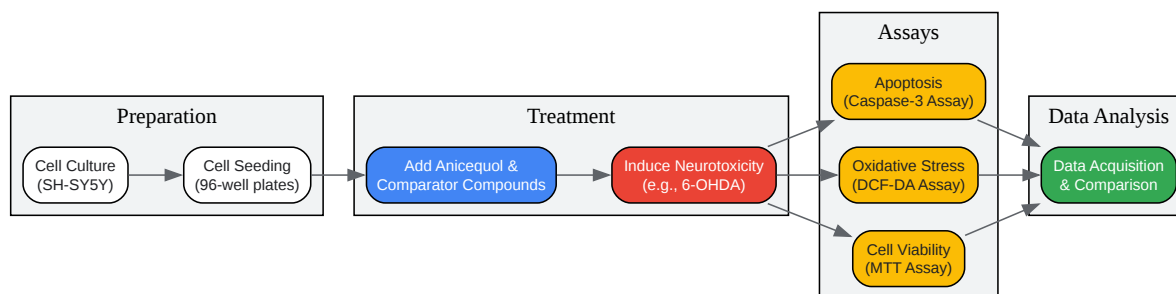 Preparation
Cell Culture
(SH-SY5Y)
Cell Seeding
(96-well plates)
Treatment
Add Anicequol &
Comparator Compounds
Induce Neurotoxicity
(e.g., 6-OHDA)
Assays
Apoptosis
(Caspase-3 Assay)
Oxidative Stress
(DCF-DA Assay)
Cell Viability
(MTT Assay)
Data Analysis
Data Acquisition
& Comparison